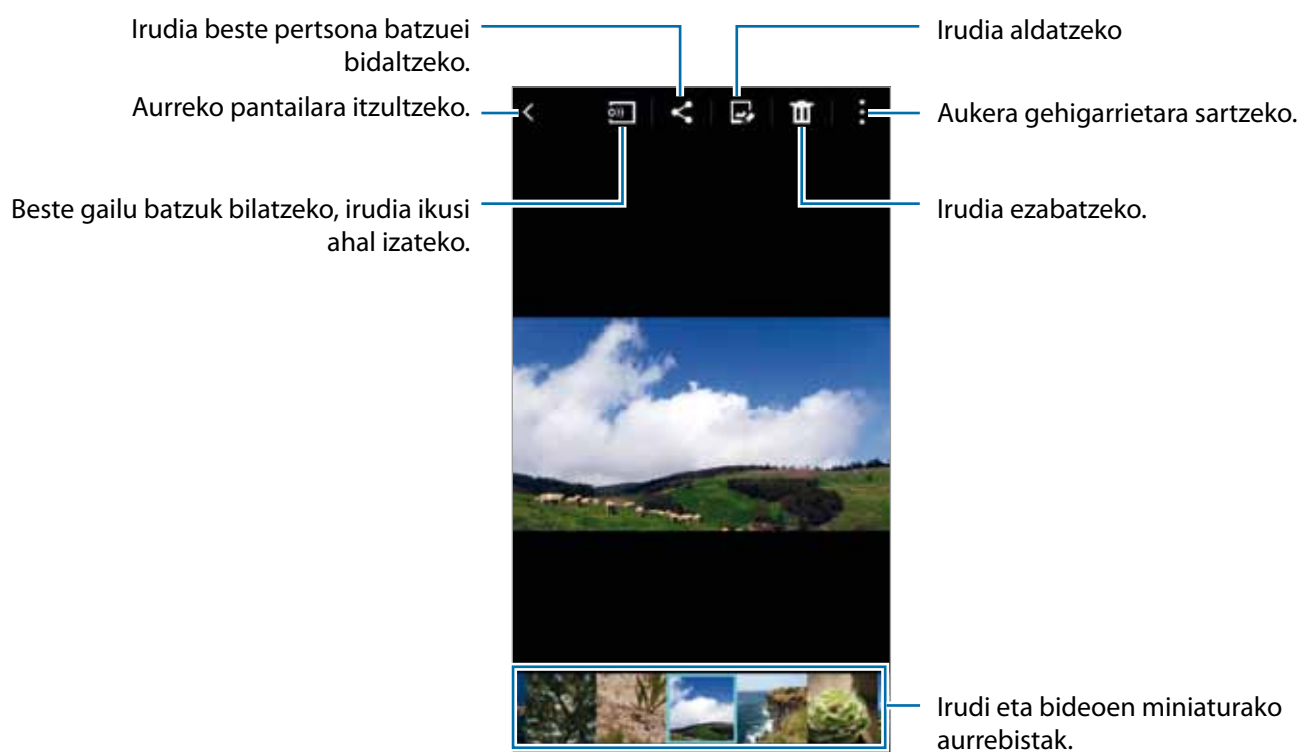 Irudia beste pertsona batzuei
bidaltzeko.
Irudia aldatzeko
Aurreko pantailara itzultzeko.
Aukera gehigarrietara sartzeko.
Beste gailu batzuk bilatzeko, irudia ikusi
ahal izateko.
Irudia ezabatzeko.
Irudi eta bideoen miniaturako
aurrebistak.